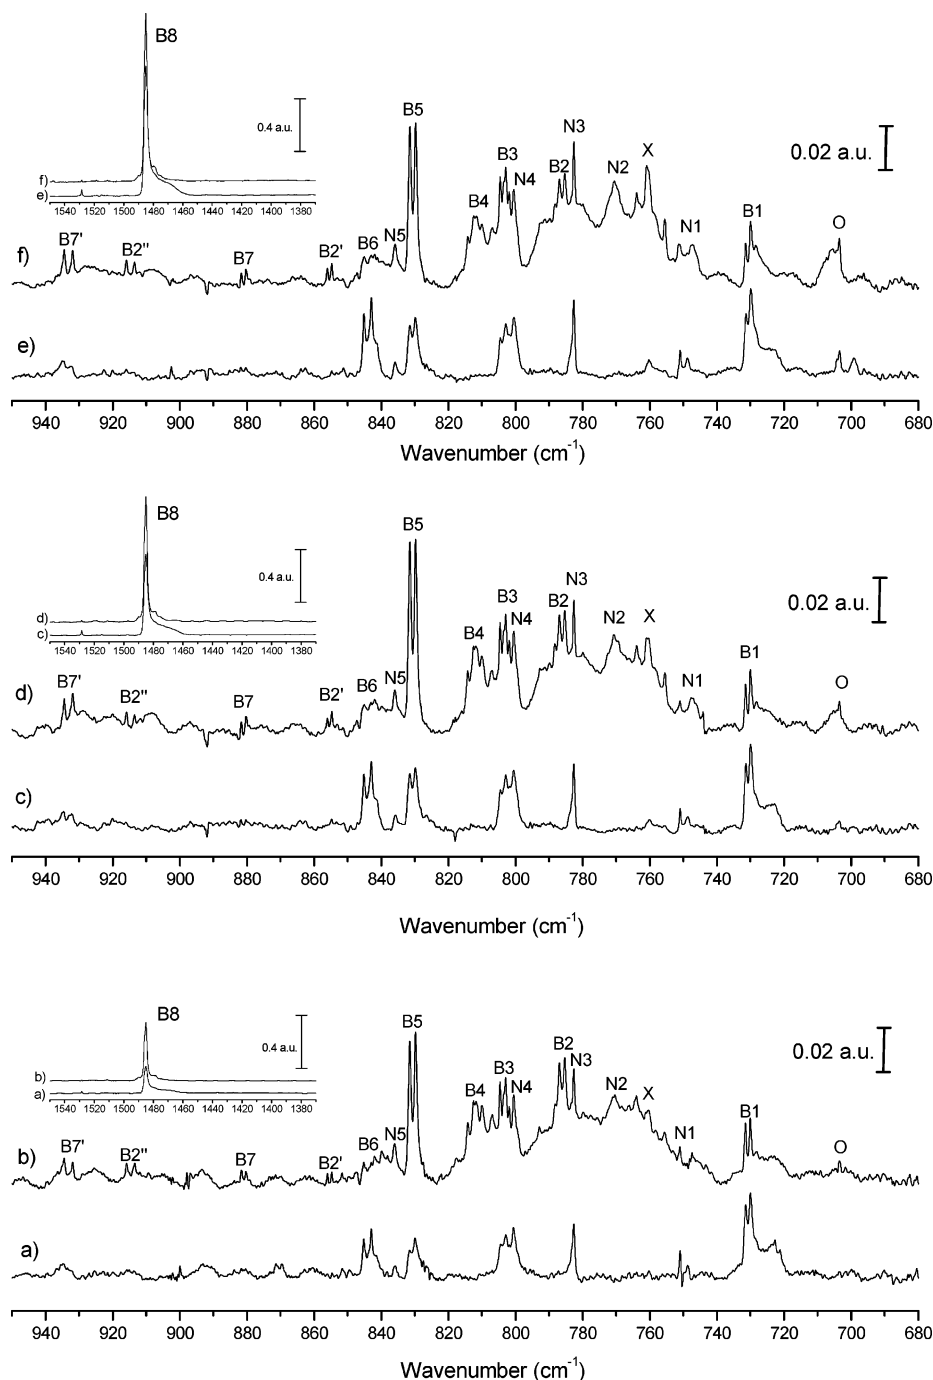 B8
0.4 a.u.
f)
e)
1540 1520 1500 1480 1460 1440 1420 1400 1380
B5
N3
0.02 a.u.
B3
B2
N2
X
N4
B4
B1
O
B7' B2" B7 B2' B6 N5 N1
f)
e)
940 920 900 880 860 840 820 800 780 760 740 720 700 680
Wavenumber (cm-1)
B8
0.4 a.u.
d)
c)
1540 1520 1500 1480 1460 1440 1420 1400 1380
B5
N3
0.02 a.u.
B3 B2
N4 N2 X
B4
B1
B7' B2" B7 B2' B6 N5 N1 O
d)
c)
940 920 900 880 860 840 820 800 780 760 740 720 700 680
Wavenumber (cm-1)
B8
0.4 a.u.
b)
a)
1540 1520 1500 1480 1460 1440 1420 1400 1380
B5
B2
N3
0.02 a.u.
B3
B4 N4 N2 X
B1
B7' B2" B7 B2' B6 N5 N1 O
b)
a)
940 920 900 880 860 840 820 800 780 760 740 720 700 680
Wavenumber (cm-1)